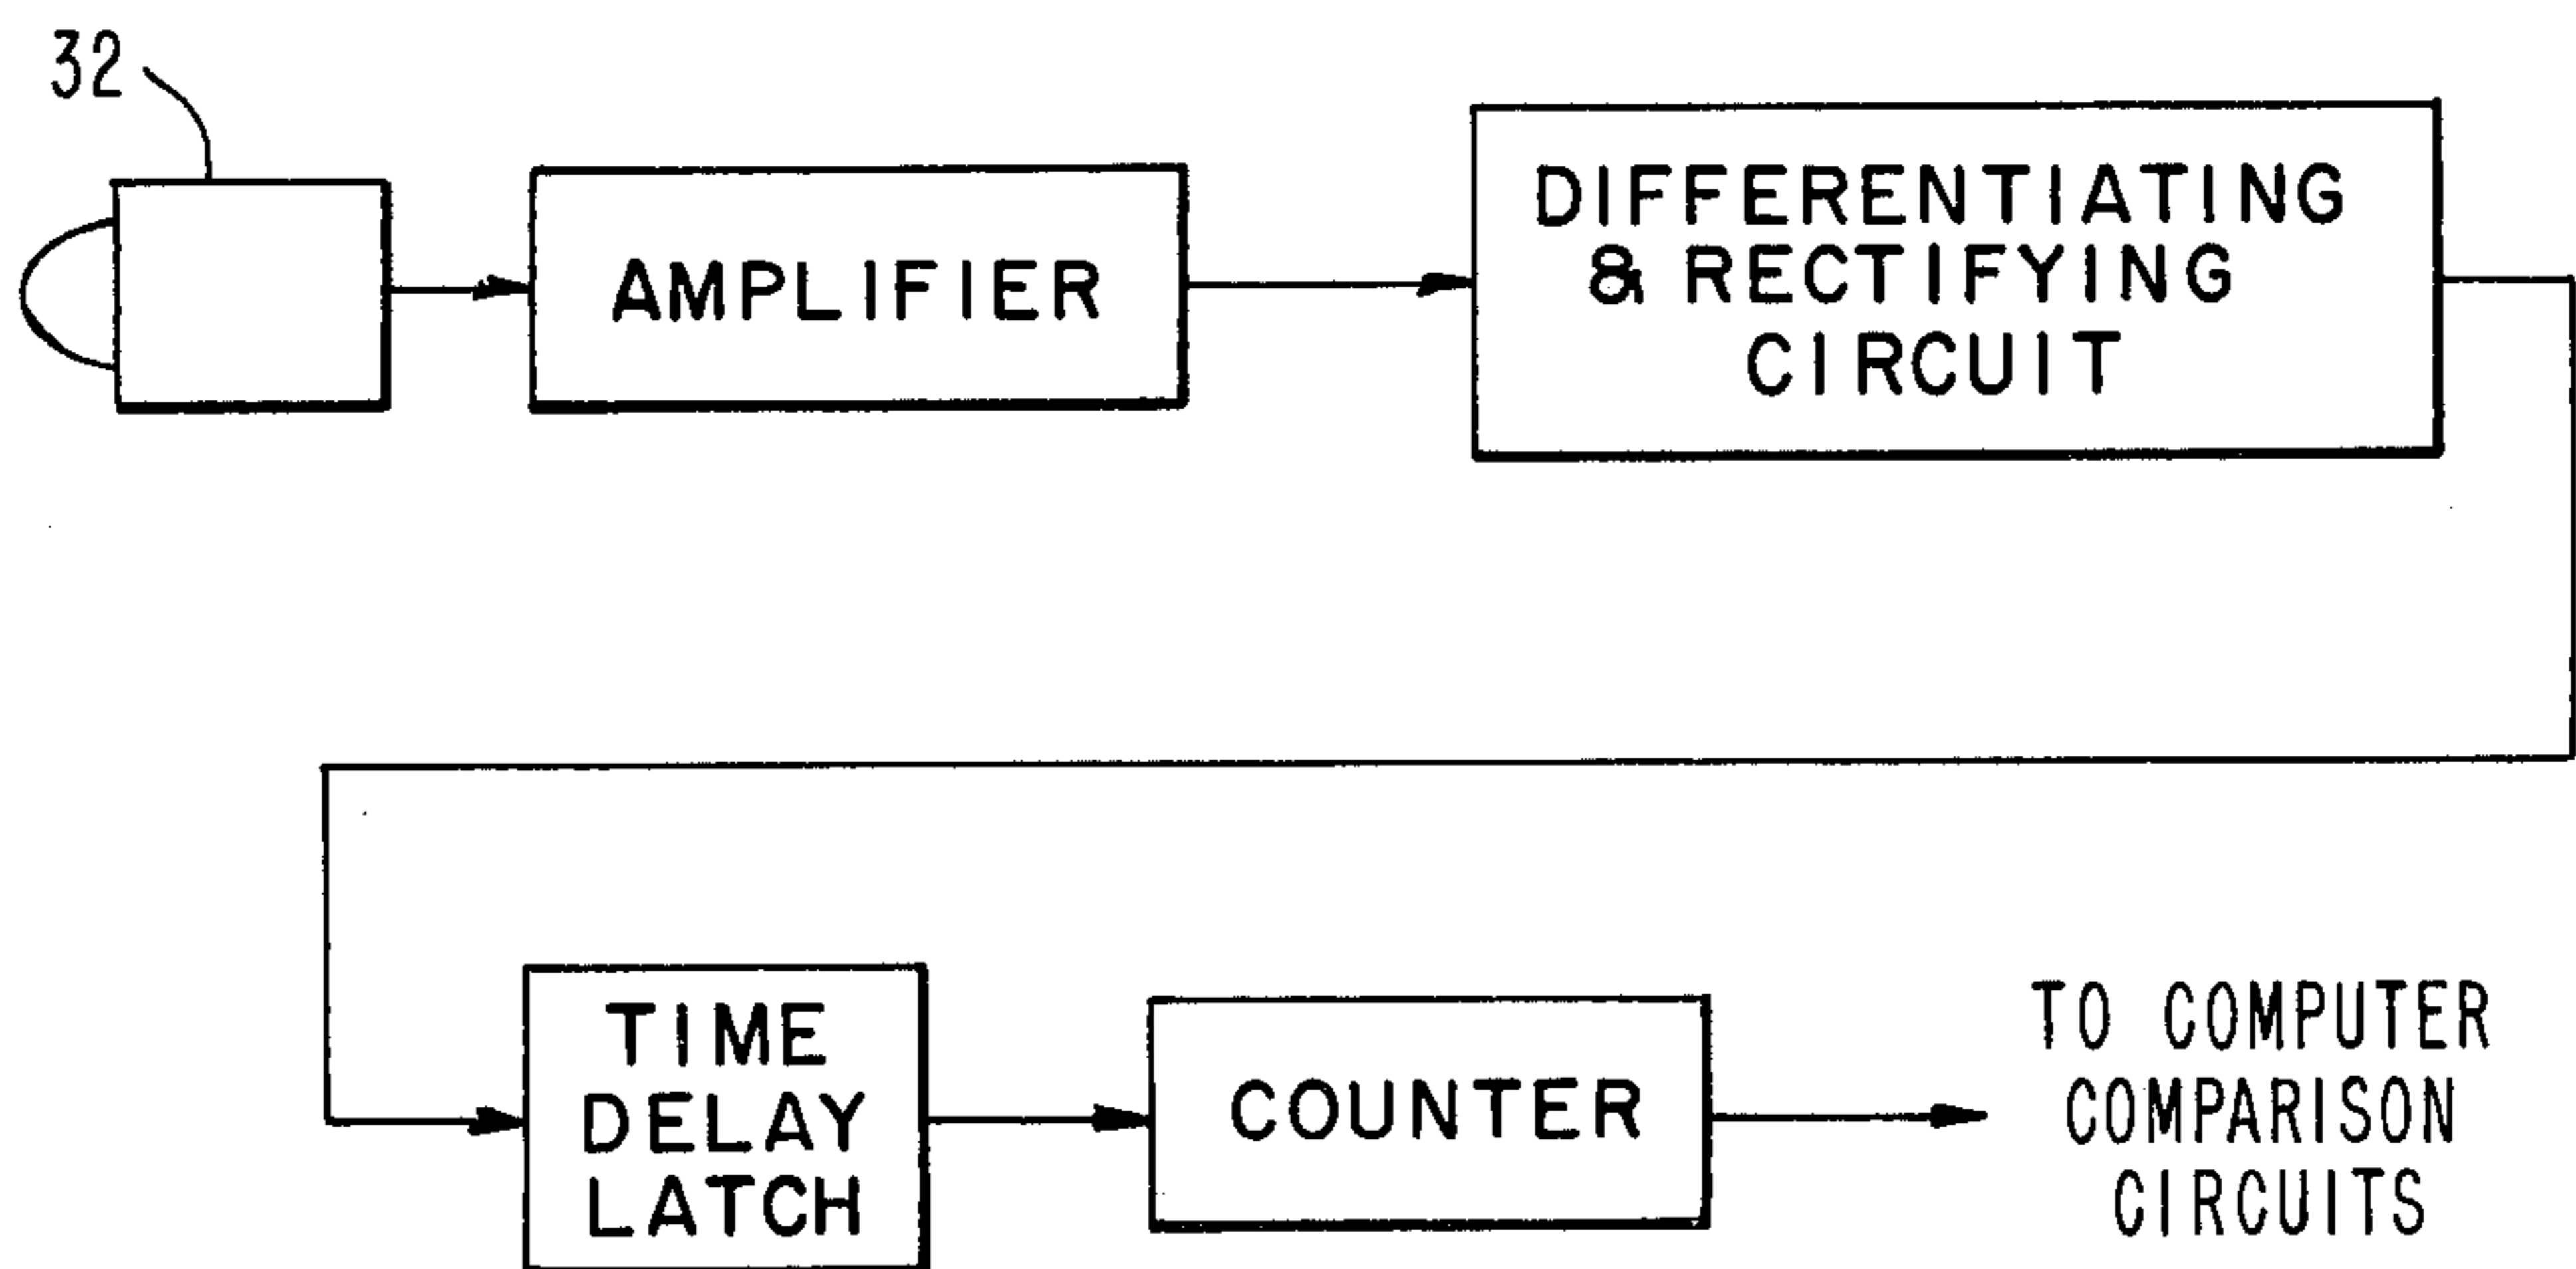 32
AMPLIFIER
DIFFERENTIATING
& RECTIFYING
CIRCUIT
TIME
DELAY
LATCH
COUNTER
TO COMPUTER
COMPARISON
CIRCUITS